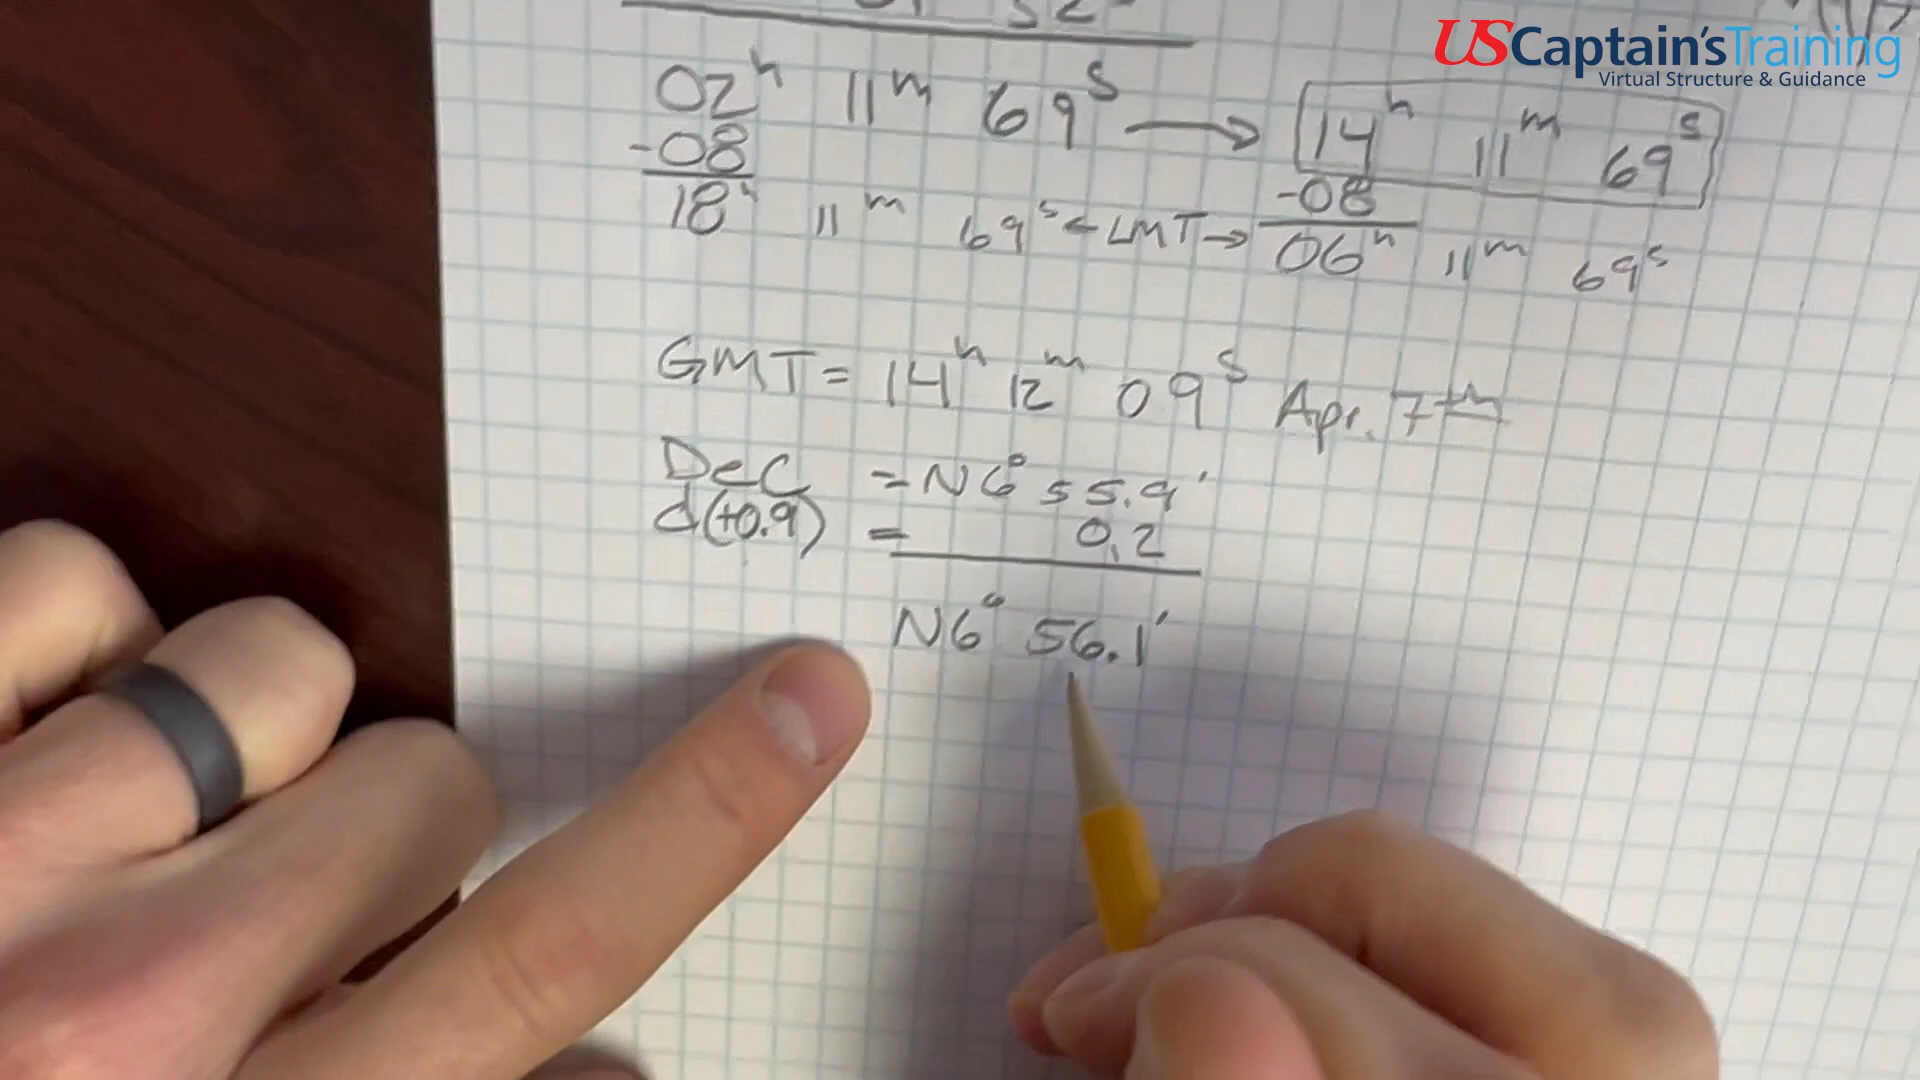 USCaptain'sTraining
Virtual Structure & Guidance
02h 11m 69s → 14h 11m 69s
-08 -08
18h 11m 69s ← LMT → 06h 11m 69s
GMT = 14h 12m 09s Apr. 7th
Dec = N6° 55.9'
d(+0.9) = 0.2
N6° 56.1'